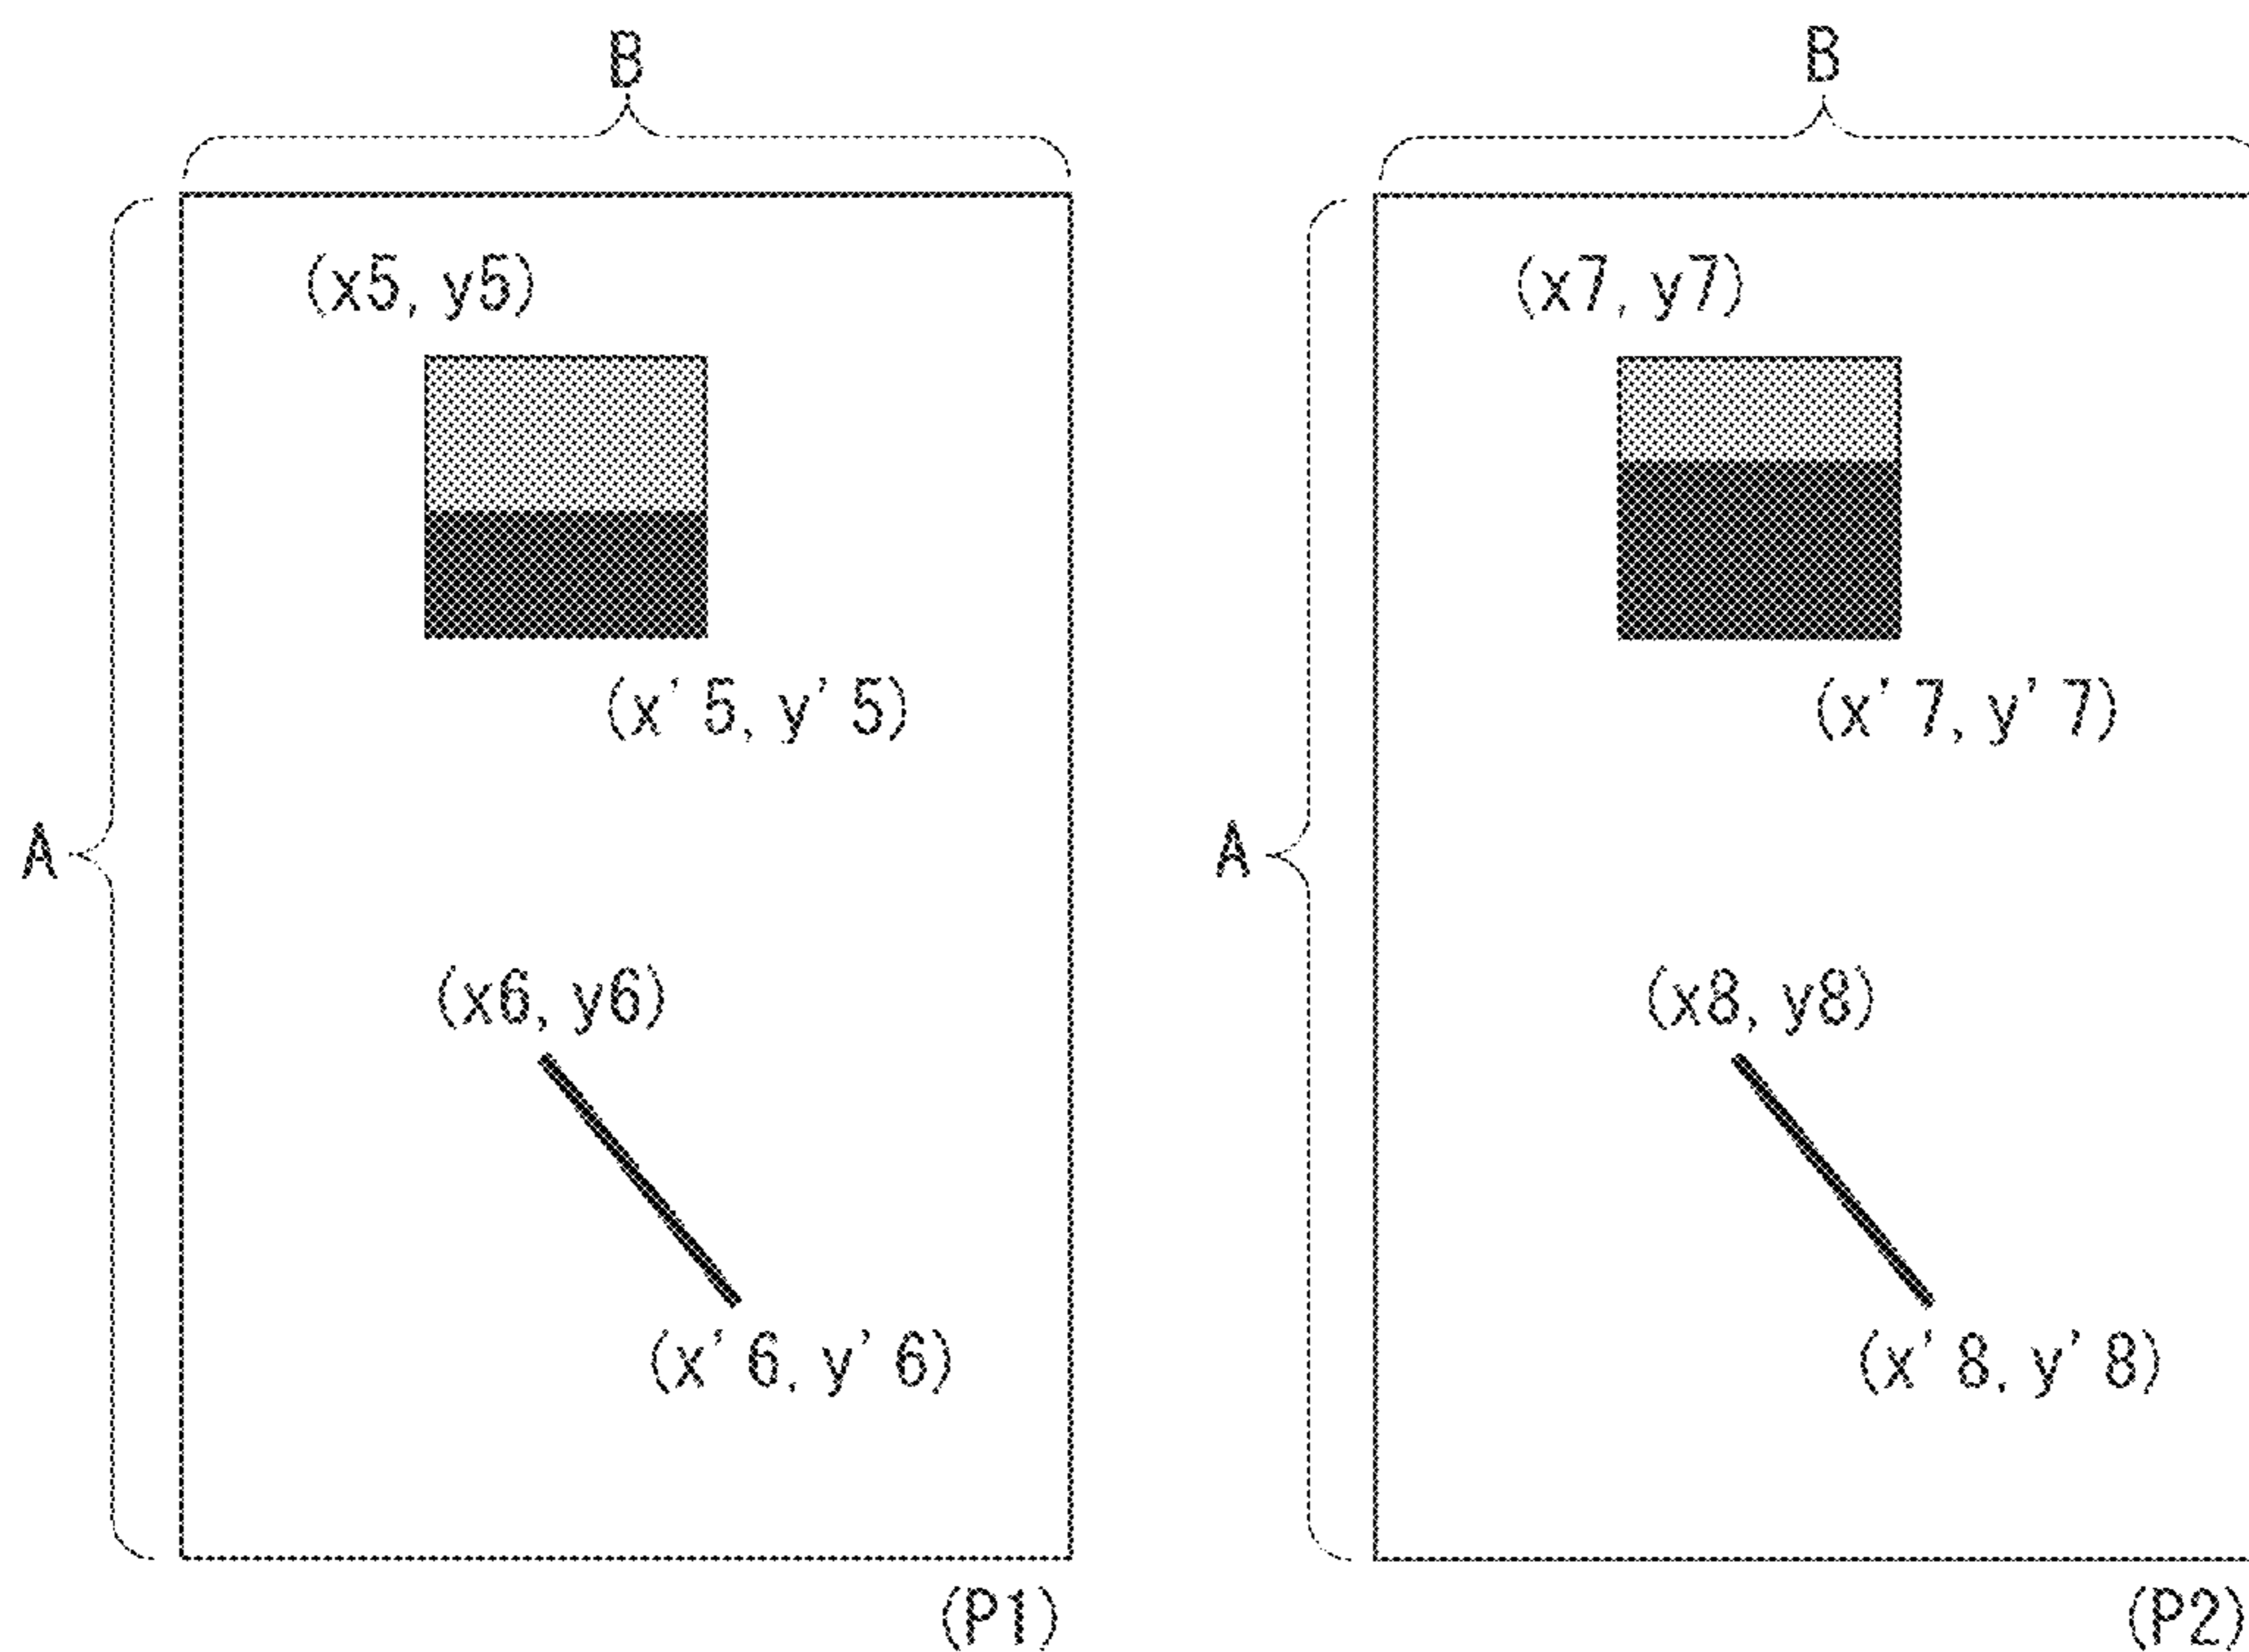 B
(x5, y5)
(x' 5, y' 5)
A
(x6, y6)
(x' 6, y' 6)
(P1)
B
(x7, y7)
(x' 7, y' 7)
A
(x8, y8)
(x' 8, y' 8)
(P2)